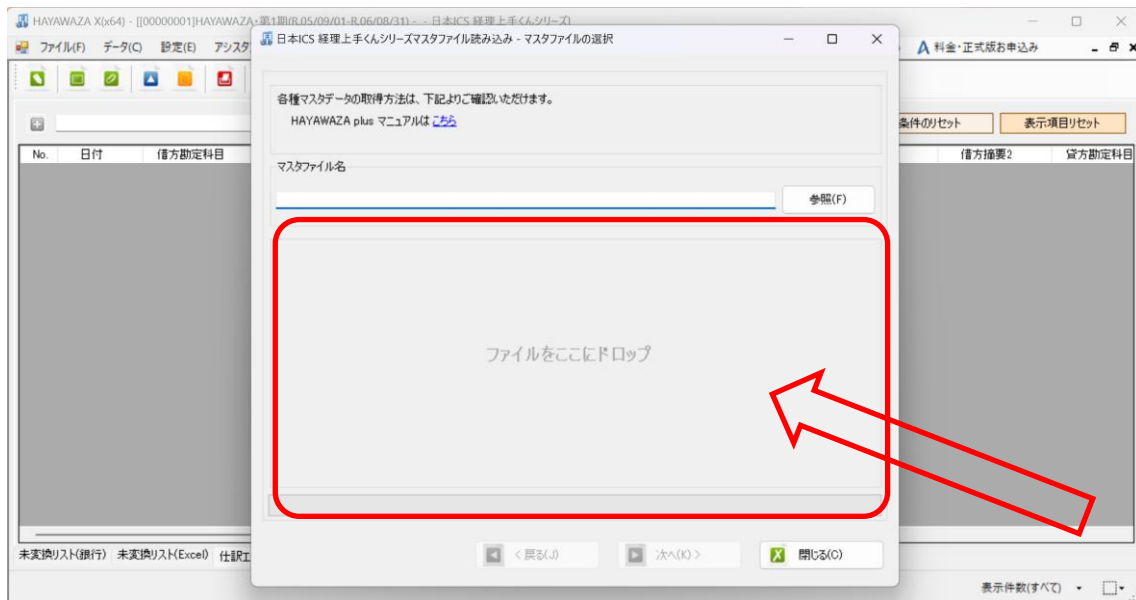 HAYAWAZA X(x64) - [[00000001]HAYAWAZA・第1期(R.05/09/01-R.06/08/31) - - 日本ICS 経理上手くんシリーズ]
日本ICS 経理上手くんシリーズマスタファイル読み込み - マスタファイルの選択
ファイル(F) データ(C) 設定(E) アシスタ
料金・正式版お申込み
各種マスタデータの取得方法は、下記よりご確認いただけます。
HAYAWAZA plus マニュアルは こちら
条件のリセット 表示項目リセット
No. 日付 借方勘定科目 借方摘要2 貸方勘定科目
マスタファイル名
参照(F)
ファイルをここにドロップ
未変換リスト(銀行) 未変換リスト(Excel) 仕訳エ
< 戻る(J) 次へ(K) > 閉じる(C)
表示件数(すべて)